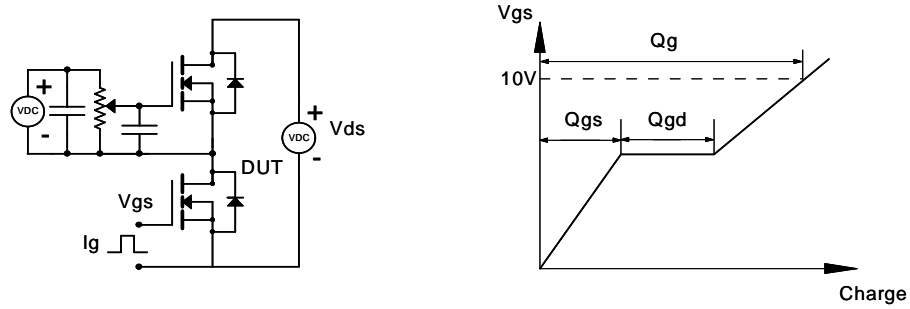 +
VDC
-
+
VDC
-
Vds
DUT
Vgs
Ig
Vgs
Qg
10V
Qgs
Qgd
Charge